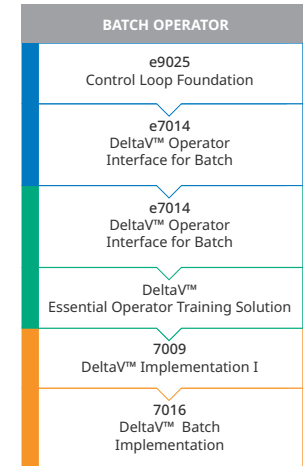 BATCH OPERATOR
e9025
Control Loop Foundation
e7014
DeltaV™ Operator
Interface for Batch
e7014
DeltaV™ Operator
Interface for Batch
DeltaV™
Essential Operator Training Solution
7009
DeltaV™ Implementation I
7016
DeltaV™ Batch
Implementation